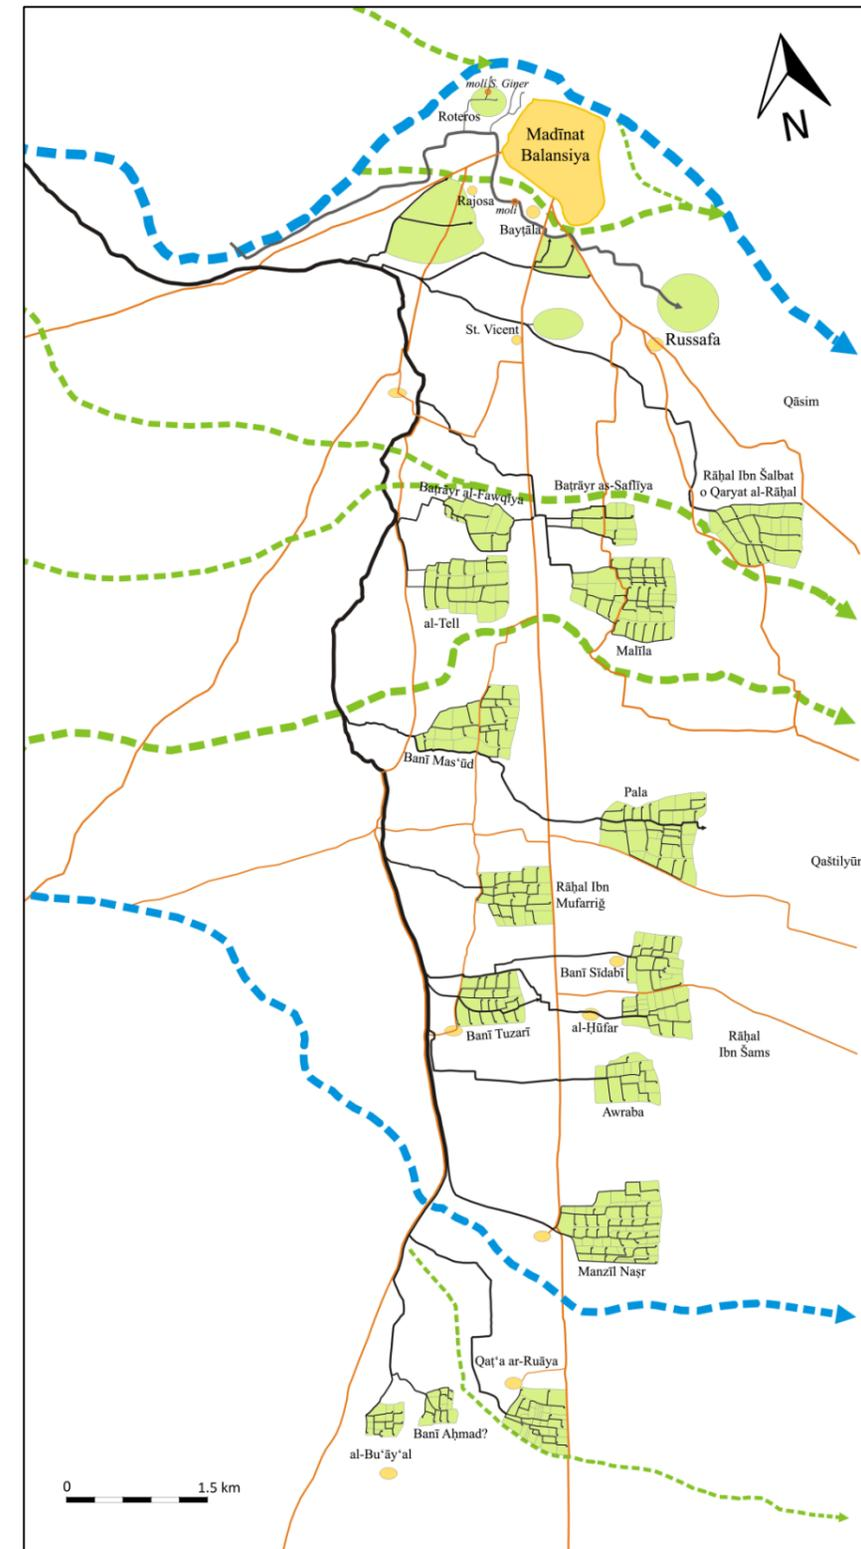 moli S. Giner
Roteros
N
Madīnat
Balansiya
Rajosa
moli
Bayṭāla
St. Vicent
Russafa
Qāsim
Rāḥal Ibn Šalbat
o Qaryat al-Rāḥal
Baṭrāyr al-Fawqīya
Baṭrāyr as-Saflīya
al-Tell
Malīla
Banī Mas‘ūd
Pala
Qaštilyūn
Rāḥal Ibn
Mufarriğ
Banī Sīdabī
Banī Tuzarī
al-Ḥūfar
Rāḥal
Ibn Šams
Awraba
Manzīl Naṣr
Qaṭ‘a ar-Ruāya
Banī Aḥmad?
al-Bu‘āy‘al
0 1.5 km